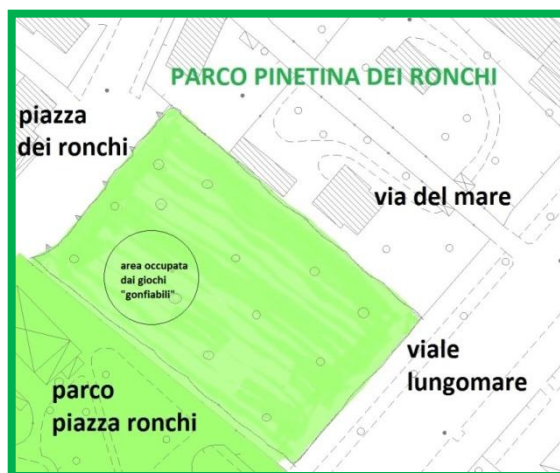 PARCO PINETINA DEI RONCHI
piazza
dei ronchi
via del mare
area occupata
dai giochi
"gonfiabili"
viale
lungomare
parco
piazza ronchi